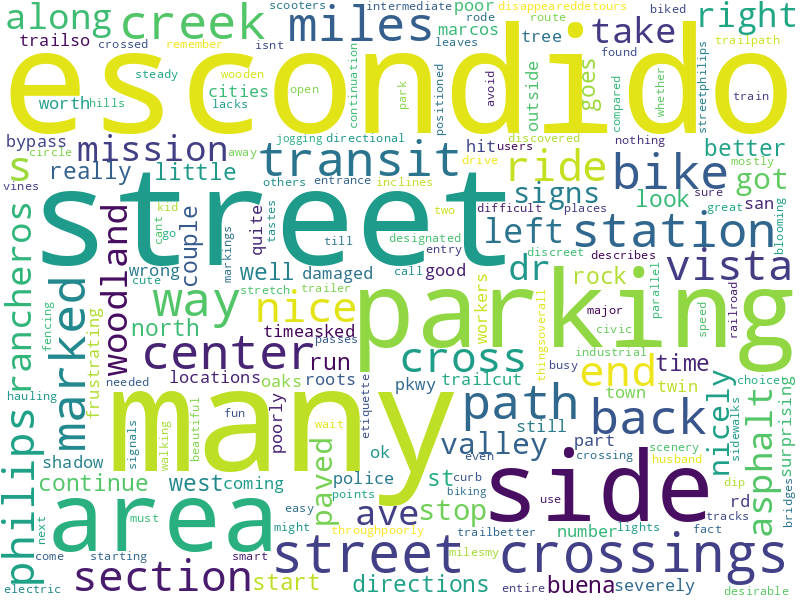 scooters intermediate poor rode disappeareddetours
along creek miles marcos route biked take right
trailso crossed remember isnt leaves tree trailpath
escondido
steady wooden continuation positioned outside goes avoid found compared whether streetphilips
worth hills cities lacks open park train
bypass mission jogging directional discovered nothing
s circle away transit hit users better
really little others entrance inclines drive ride bike mostly
vines kid tastes two difficult places look got
rancheros street signs sure great san
woodland couple cant go cute markings quite till left station blooming
wrong well damaged designated discreet describes vista
marked stretch trailer call good entry dr rock parallel
fencing frustrating way nice workers major speed railroad
north timeasked parking civic
center run passes cross thingsoverall industrial
hauling locations oaks roots pkwy trailcut busy end time choice
needed fun etiquette town twin
philips signals walking beautiful many wait path back nicely sidewalks
shadow poorly paved still part scenery asphalt surprising
continue ok valley even crossing husband
west coming police st curb side dip bridges
section area points ave biking stop use rd tracks
next must easy might throughpoorly trailbetter number lights fact
come starting smart street crossings
electric start directions milesmy entire buena severely desirable